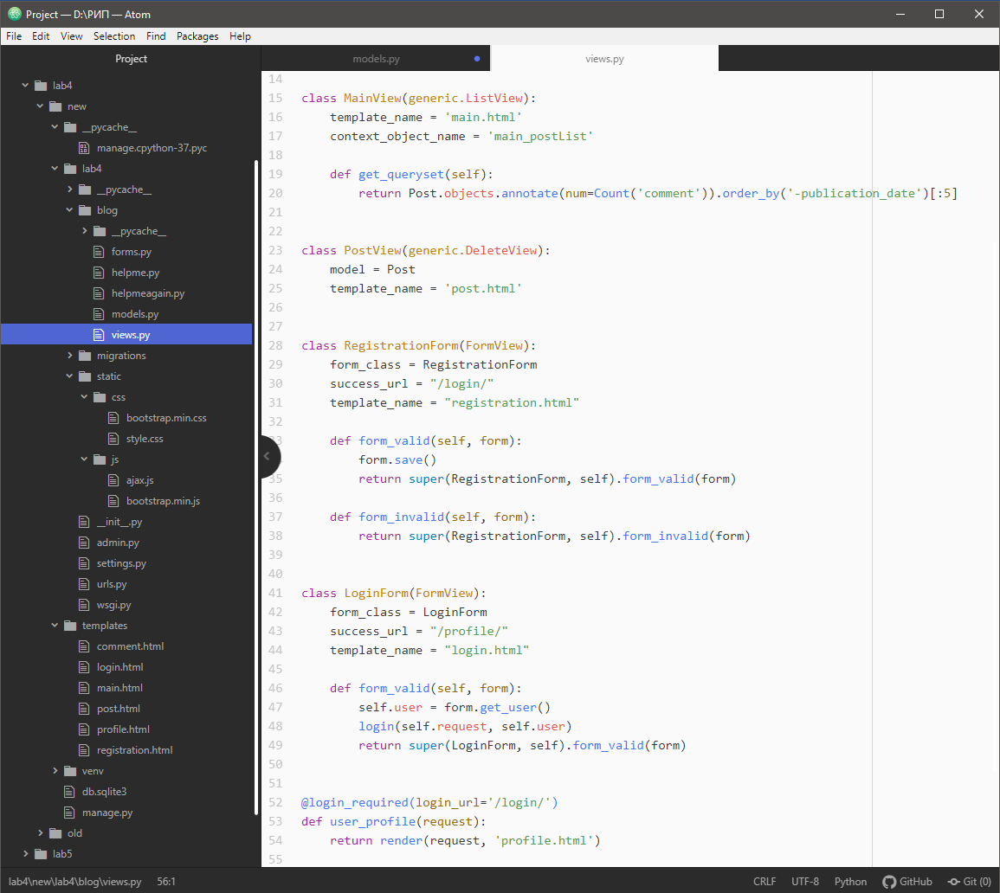 Project — D:\РИП — Atom
File Edit View Selection Find Packages Help
Project
lab4
new
__pycache__
manage.cpython-37.pyc
lab4
__pycache__
blog
__pycache__
forms.py
helpme.py
helpmeagain.py
models.py
views.py
migrations
static
css
bootstrap.min.css
style.css
js
ajax.js
bootstrap.min.js
__init__.py
admin.py
settings.py
urls.py
wsgi.py
templates
comment.html
login.html
main.html
post.html
profile.html
registration.html
venv
db.sqlite3
manage.py
old
lab5
models.py views.py
14
15 class MainView(generic.ListView):
16     template_name = 'main.html'
17     context_object_name = 'main_postList'
18
19     def get_queryset(self):
20         return Post.objects.annotate(num=Count('comment')).order_by('-publication_date')[:5]
21
22
23 class PostView(generic.DeleteView):
24     model = Post
25     template_name = 'post.html'
26
27
28 class RegistrationForm(FormView):
29     form_class = RegistrationForm
30     success_url = "/login/"
31     template_name = "registration.html"
32
33     def form_valid(self, form):
        form.save()
35         return super(RegistrationForm, self).form_valid(form)
36
37     def form_invalid(self, form):
38         return super(RegistrationForm, self).form_invalid(form)
39
40
41 class LoginForm(FormView):
42     form_class = LoginForm
43     success_url = "/profile/"
44     template_name = "login.html"
45
46     def form_valid(self, form):
47         self.user = form.get_user()
48         login(self.request, self.user)
49         return super(LoginForm, self).form_valid(form)
50
51
52 @login_required(login_url='/login/')
53 def user_profile(request):
54     return render(request, 'profile.html')
55
lab4\new\lab4\blog\views.py 56:1 CRLF UTF-8 Python GitHub Git (0)